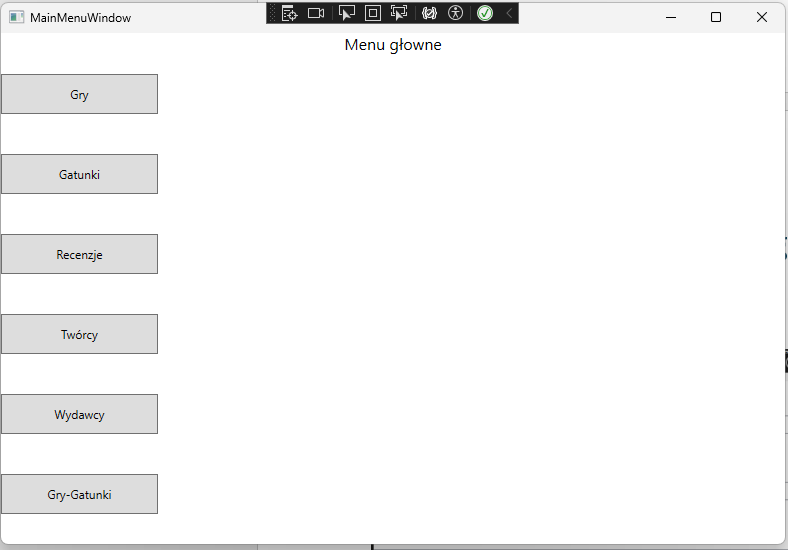 MainMenuWindow
Menu głowne
Gry
Gatunki
Recenzje
Twórcy
Wydawcy
Gry-Gatunki